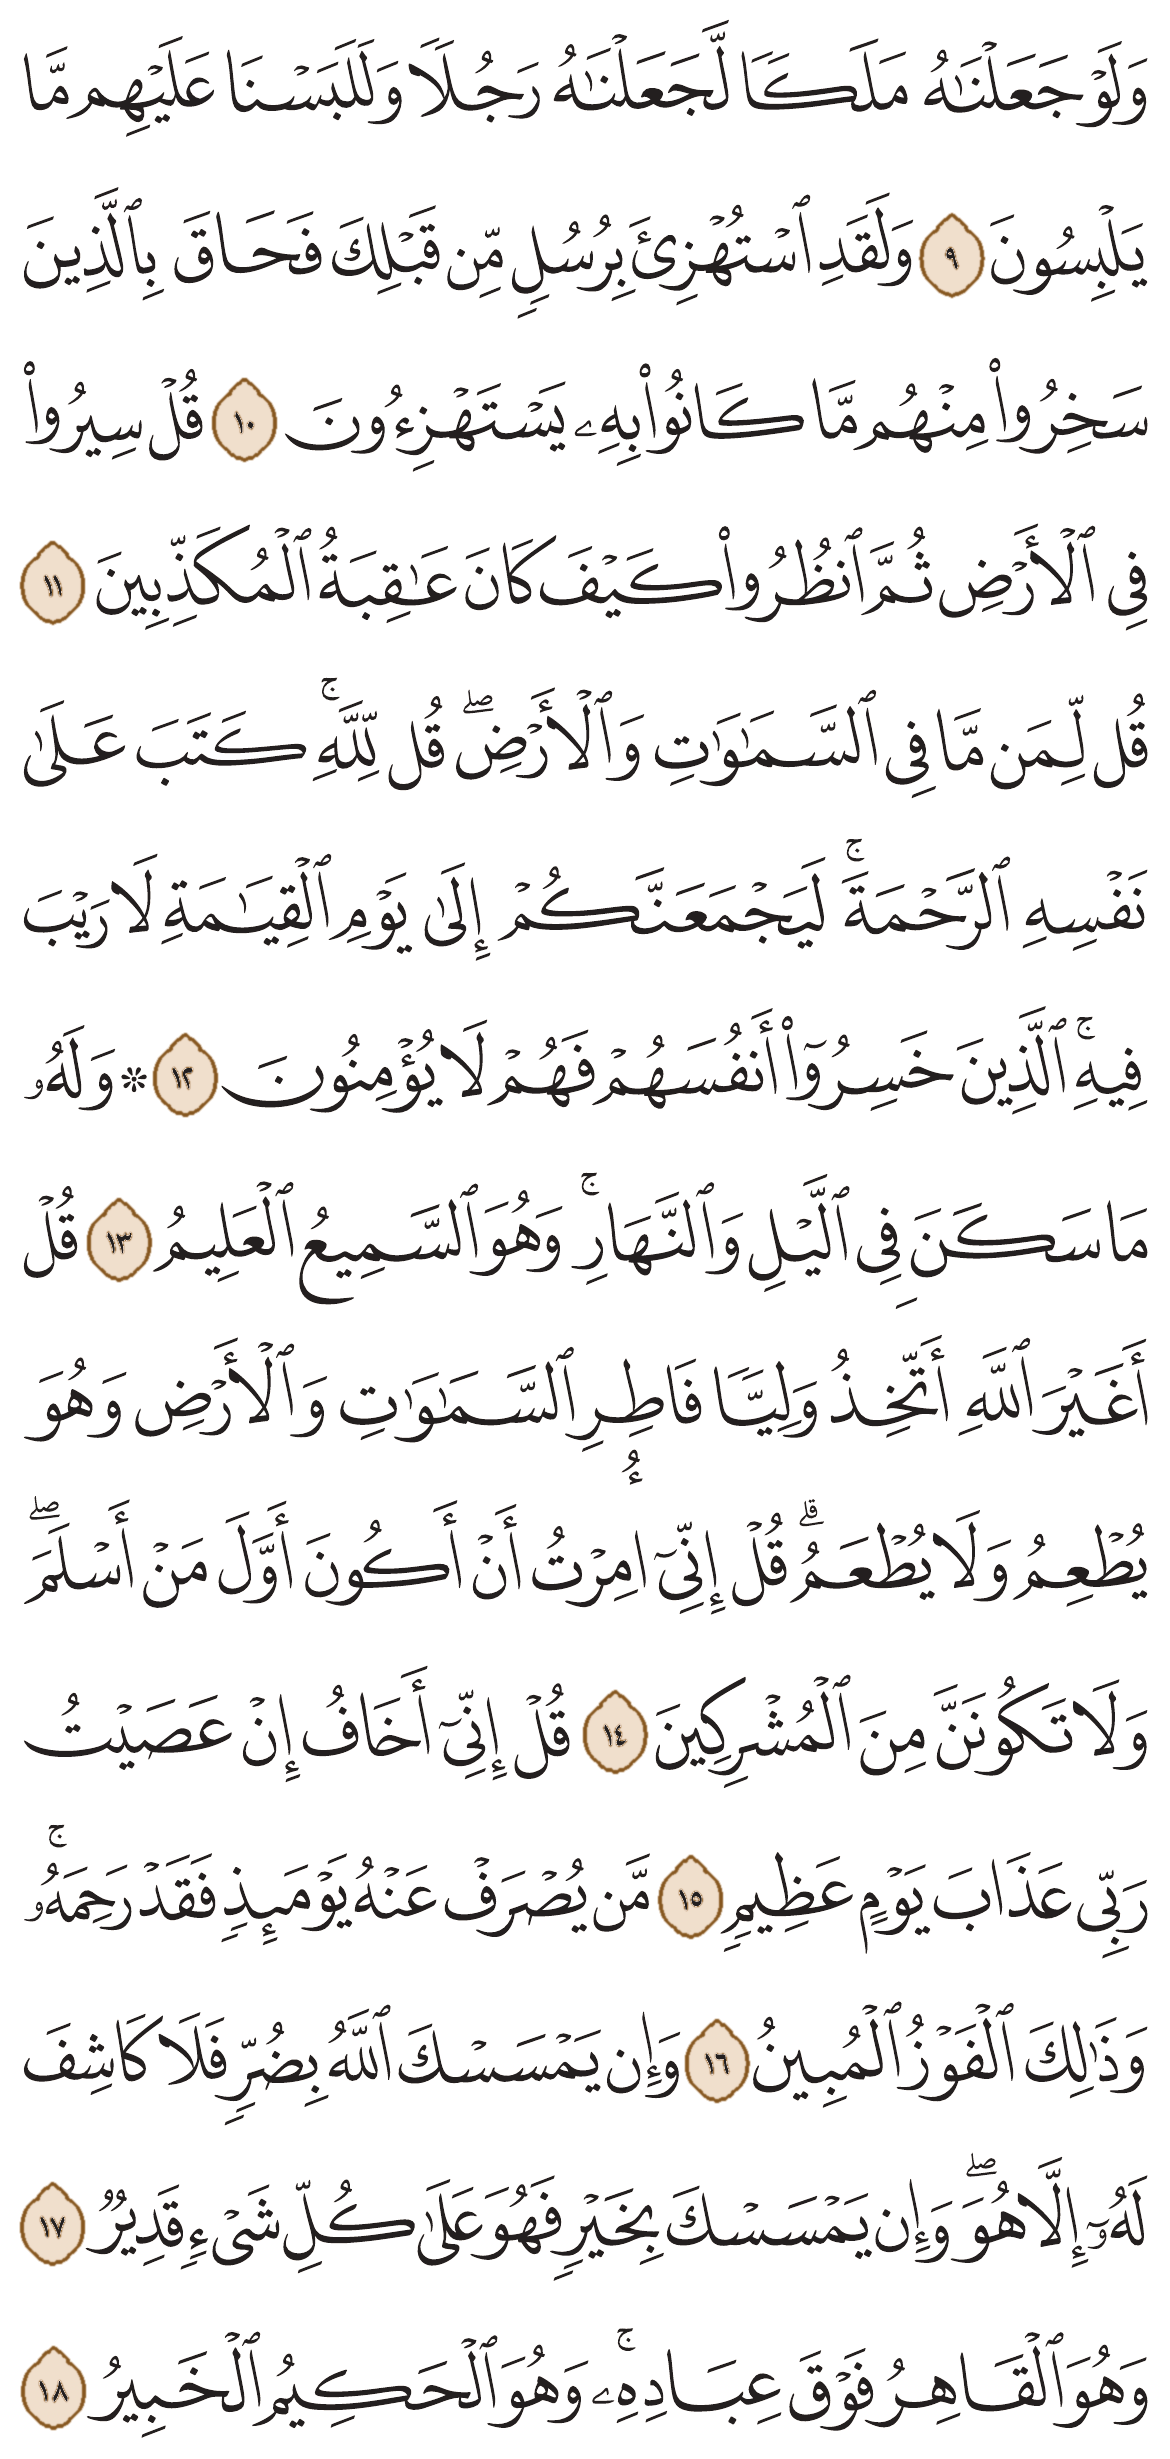 وَلَوۡ جَعَلۡنَٰهُ مَلَكٗا لَّجَعَلۡنَٰهُ رَجُلٗا وَلَلَبَسۡنَا عَلَيۡهِم مَّا
يَلۡبِسُونَ ٩ وَلَقَدِ ٱسۡتُهۡزِئَ بِرُسُلٖ مِّن قَبۡلِكَ فَحَاقَ بِٱلَّذِينَ
سَخِرُواْ مِنۡهُم مَّا كَانُواْ بِهِۦ يَسۡتَهۡزِءُونَ ١٠ قُلۡ سِيرُواْ
فِي ٱلۡأَرۡضِ ثُمَّ ٱنظُرُواْ كَيۡفَ كَانَ عَٰقِبَةُ ٱلۡمُكَذِّبِينَ ١١
قُل لِّمَن مَّا فِي ٱلسَّمَٰوَٰتِ وَٱلۡأَرۡضِۖ قُل لِّلَّهِۚ كَتَبَ عَلَىٰ
نَفۡسِهِ ٱلرَّحۡمَةَۚ لَيَجۡمَعَنَّكُمۡ إِلَىٰ يَوۡمِ ٱلۡقِيَٰمَةِ لَا رَيۡبَ
فِيهِۚ ٱلَّذِينَ خَسِرُوٓاْ أَنفُسَهُمۡ فَهُمۡ لَا يُؤۡمِنُونَ ١٢ ۞ وَلَهُۥ
مَا سَكَنَ فِي ٱلَّيۡلِ وَٱلنَّهَارِۚ وَهُوَ ٱلسَّمِيعُ ٱلۡعَلِيمُ ١٣ قُلۡ
أَغَيۡرَ ٱللَّهِ أَتَّخِذُ وَلِيّٗا فَاطِرِ ٱلسَّمَٰوَٰتِ وَٱلۡأَرۡضِ وَهُوَ
يُطۡعِمُ وَلَا يُطۡعَمُۗ قُلۡ إِنِّيٓ أُمِرۡتُ أَنۡ أَكُونَ أَوَّلَ مَنۡ أَسۡلَمَۖ
وَلَا تَكُونَنَّ مِنَ ٱلۡمُشۡرِكِينَ ١٤ قُلۡ إِنِّيٓ أَخَافُ إِنۡ عَصَيۡتُ
رَبِّي عَذَابَ يَوۡمٍ عَظِيمٖ ١٥ مَّن يُصۡرَفۡ عَنۡهُ يَوۡمَئِذٖ فَقَدۡ رَحِمَهُۥۚ
وَذَٰلِكَ ٱلۡفَوۡزُ ٱلۡمُبِينُ ١٦ وَإِن يَمۡسَسۡكَ ٱللَّهُ بِضُرّٖ فَلَا كَاشِفَ
لَهُۥٓ إِلَّا هُوَۖ وَإِن يَمۡسَسۡكَ بِخَيۡرٖ فَهُوَ عَلَىٰ كُلِّ شَيۡءٖ قَدِيرٞ ١٧
وَهُوَ ٱلۡقَاهِرُ فَوۡقَ عِبَادِهِۦۚ وَهُوَ ٱلۡحَكِيمُ ٱلۡخَبِيرُ ١٨